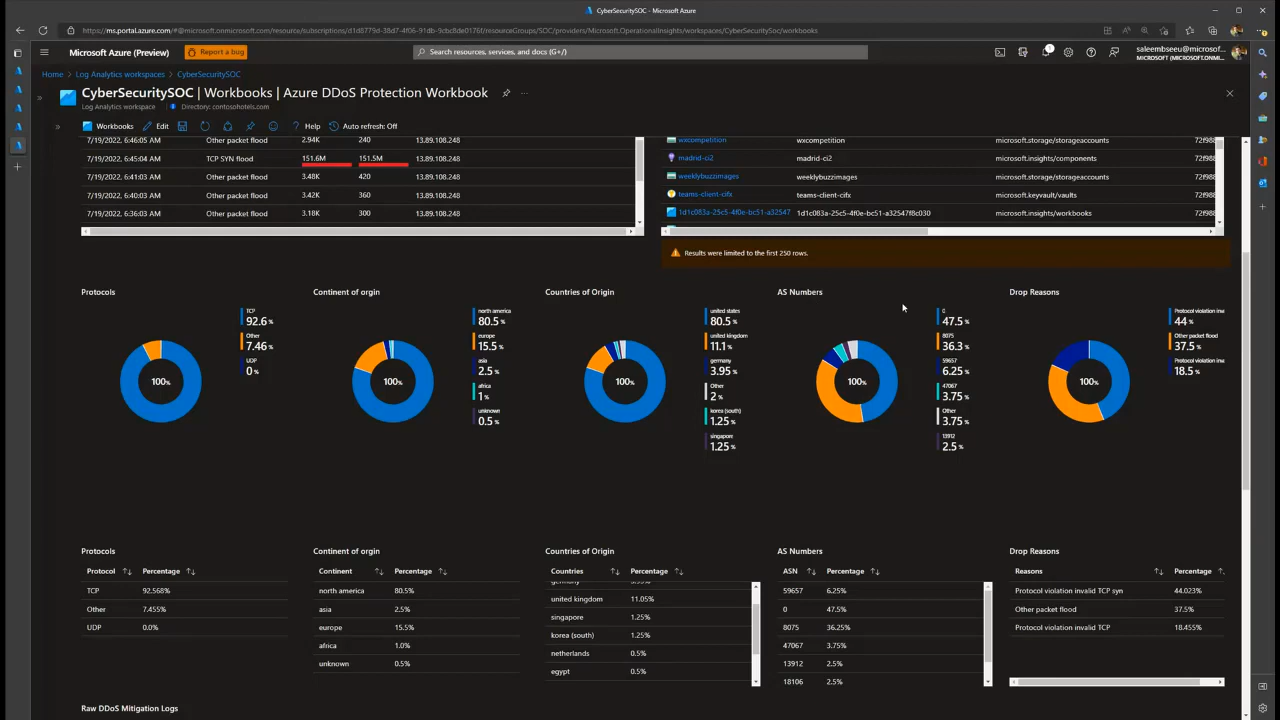 CyberSecuritySOC - Microsoft Azure
https://ms.portal.azure.com/#@microsoft.onmicrosoft.com/resource/subscriptions/d1d8779d-38d7-4f06-91db-9cbc8de0176f/resourceGroups/SOC/providers/Microsoft.OperationalInsights/workspaces/CyberSecuritySOC/workbooks
Microsoft Azure (Preview)
Report a bug
Search resources, services, and docs (G+/)
1
saleembseeu@microsof...
MICROSOFT (MICROSOFT.ONMI...
Home
Log Analytics workspaces
CyberSecuritySOC
CyberSecuritySOC | Workbooks | Azure DDoS Protection Workbook
Log Analytics workspace
Directory: contosohotels.com
Workbooks Edit Help Auto refresh: Off
7/19/2022, 6:46:05 AM Other packet flood 2.94K 240 13.89.108.248
7/19/2022, 6:45:04 AM TCP SYN flood 151.6M 151.5M 13.89.108.248
7/19/2022, 6:41:03 AM Other packet flood 3.48K 420 13.89.108.248
7/19/2022, 6:40:03 AM Other packet flood 3.42K 360 13.89.108.248
7/19/2022, 6:36:03 AM Other packet flood 3.18K 300 13.89.108.248
wxcompetition wxcompetition microsoft.storage/storageaccounts 72f98
madrid-ci2 madrid-ci2 microsoft.insights/components 72f98
weeklybuzzimages weeklybuzzimages microsoft.storage/storageaccounts 72f98
teams-client-cifx teams-client-cifx microsoft.keyvault/vaults 72f98
1d1c083a-25c5-4f0e-bc51-a32547 1d1c083a-25c5-4f0e-bc51-a32547f8c030 microsoft.insights/workbooks 72f98
Results were limited to the first 250 rows.
Protocols
100%
TCP
92.6 %
Other
7.46 %
UDP
0 %
Continent of orgin
100%
north america
80.5 %
europe
15.5 %
asia
2.5 %
africa
1 %
unknown
0.5 %
Countries of Origin
100%
united states
80.5 %
united kingdom
11.1 %
germany
3.95 %
Other
2 %
korea (south)
1.25 %
singapore
1.25 %
AS Numbers
100%
0
47.5 %
8075
36.3 %
59657
6.25 %
47067
3.75 %
Other
3.75 %
13912
2.5 %
Drop Reasons
100%
Protocol violation inva
44 %
Other packet flood
37.5 %
Protocol violation inva
18.5 %
Protocols
Protocol Percentage
TCP 92.568%
Other 7.455%
UDP 0.0%
Continent of orgin
Continent Percentage
north america 80.5%
asia 2.5%
europe 15.5%
africa 1.0%
unknown 0.5%
Countries of Origin
Countries Percentage
germany
united kingdom 11.05%
singapore 1.25%
korea (south) 1.25%
netherlands 0.5%
egypt 0.5%
AS Numbers
ASN Percentage
59657 6.25%
0 47.5%
8075 36.25%
47067 3.75%
13912 2.5%
18106 2.5%
Drop Reasons
Reasons Percentage
Protocol violation invalid TCP syn 44.023%
Other packet flood 37.5%
Protocol violation invalid TCP 18.455%
Raw DDoS Mitigation Logs